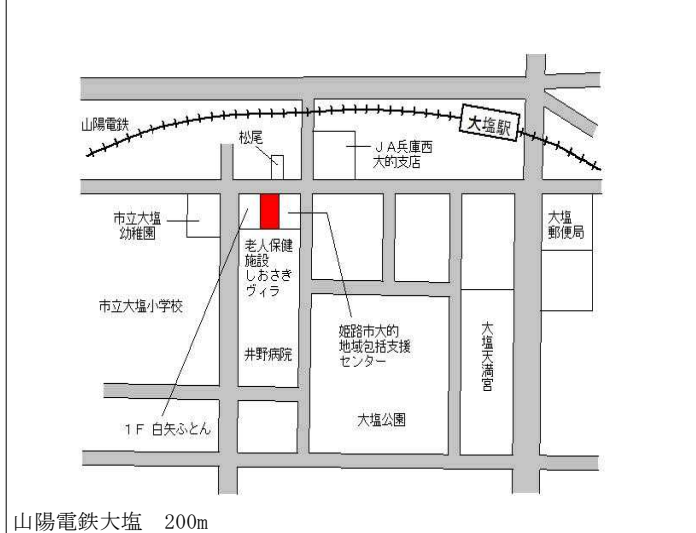 山陽電鉄
大塩駅
松尾
ＪＡ兵庫西
大的支店
市立大塩
幼稚園
大塩
郵便局
老人保健
施設
しおさき
ヴィラ
市立大塩小学校
姫路市大的
地域包括支援
センター
大塩天満宮
井野病院
大塩公園
１Ｆ 白矢ふとん
山陽電鉄大塩　200m